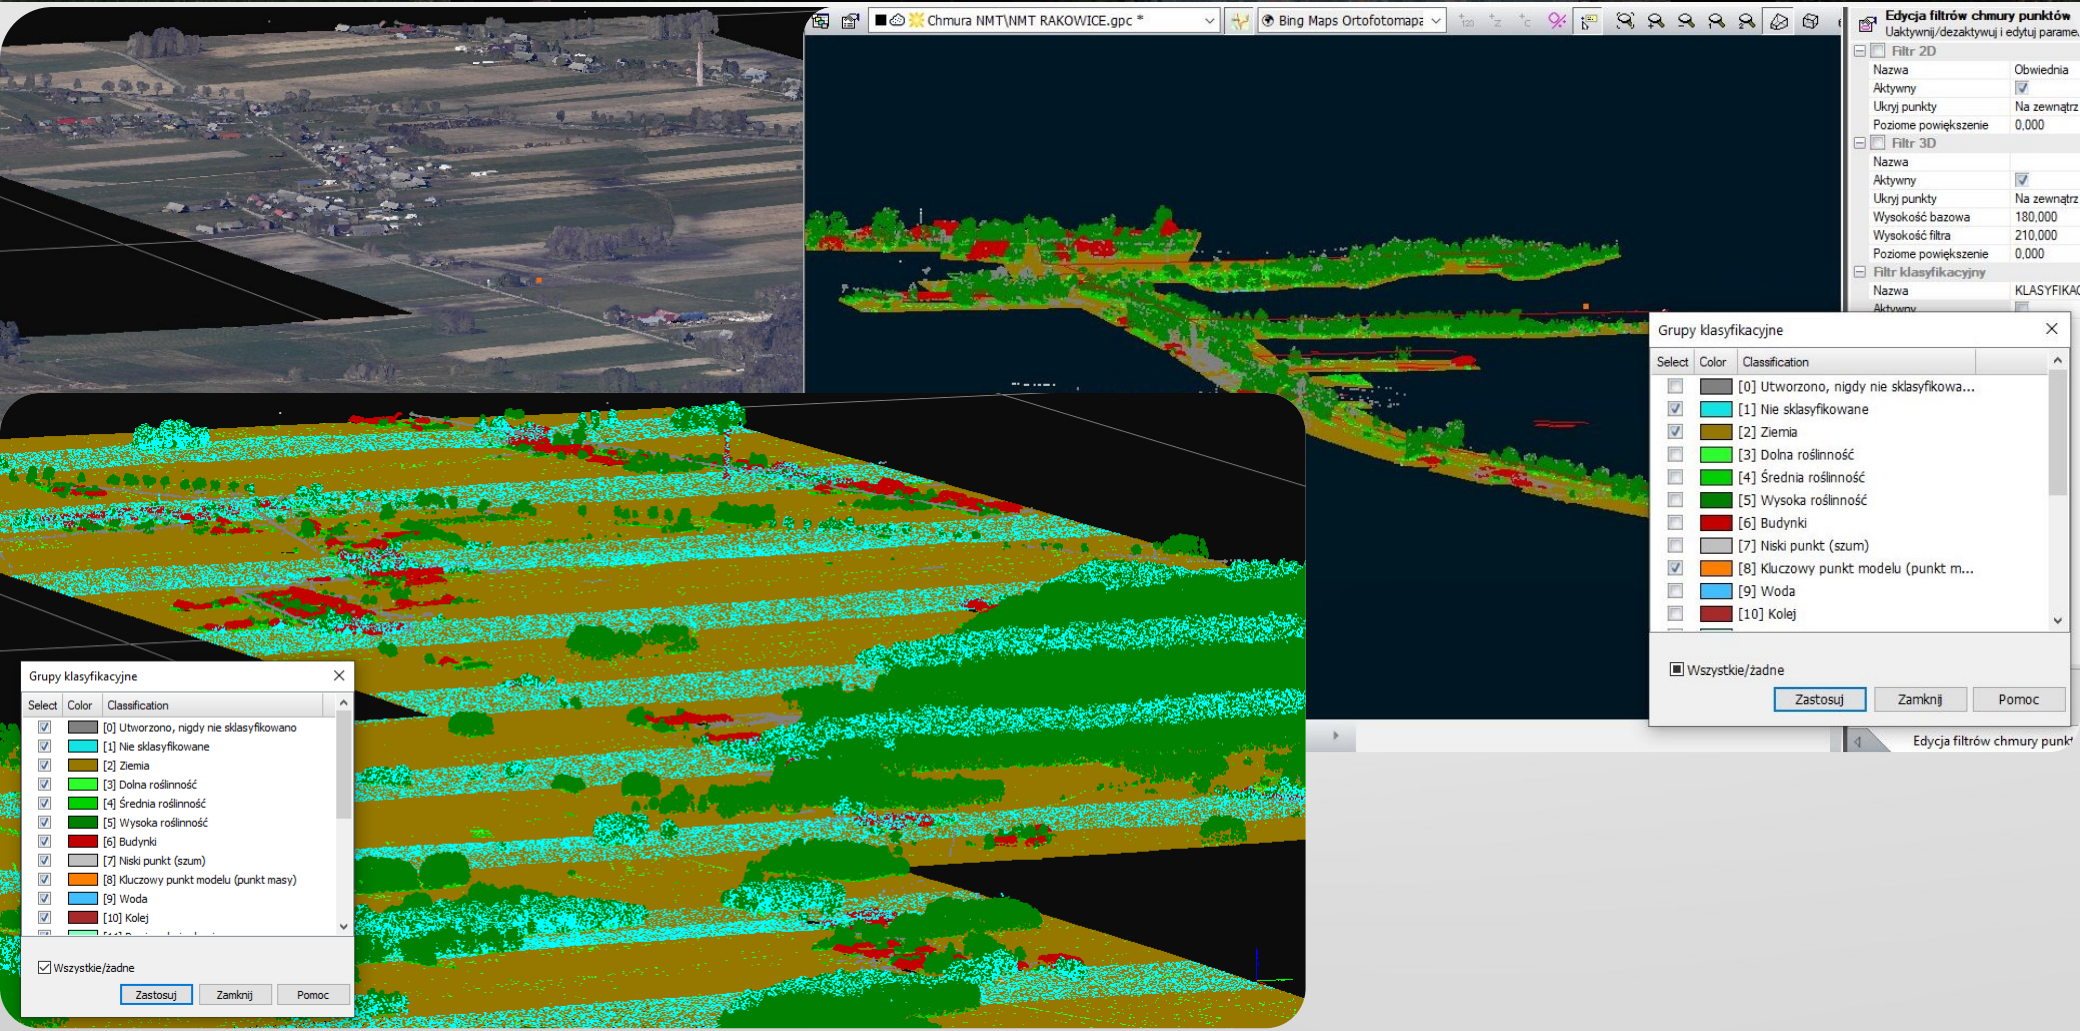 Chmura NMT\NMT RAKOWICE.gpc *
Bing Maps Ortofotomapa
Edycja filtrów chmury punktów
Uaktywnij/dezaktywuj i edytuj parame
Filtr 2D
Nazwa Obwiednia
Aktywny
Ukryj punkty Na zewnątrz
Poziome powiększenie 0,000
Filtr 3D
Nazwa
Aktywny
Ukryj punkty Na zewnątrz
Wysokość bazowa 180,000
Wysokość filtra 210,000
Poziome powiększenie 0,000
Filtr klasyfikacyjny
Nazwa KLASYFIKAC
Aktywny
Grupy klasyfikacyjne
Select Color Classification
[0] Utworzono, nigdy nie sklasyfikowa...
[1] Nie sklasyfikowane
[2] Ziemia
[3] Dolna roślinność
[4] Średnia roślinność
[5] Wysoka roślinność
[6] Budynki
[7] Niski punkt (szum)
[8] Kluczowy punkt modelu (punkt m...
[9] Woda
[10] Kolej
Wszystkie/żadne
Zastosuj Zamknij Pomoc
Edycja filtrów chmury punkt
Grupy klasyfikacyjne
Select Color Classification
[0] Utworzono, nigdy nie sklasyfikowano
[1] Nie sklasyfikowane
[2] Ziemia
[3] Dolna roślinność
[4] Średnia roślinność
[5] Wysoka roślinność
[6] Budynki
[7] Niski punkt (szum)
[8] Kluczowy punkt modelu (punkt masy)
[9] Woda
[10] Kolej
Wszystkie/żadne
Zastosuj Zamknij Pomoc